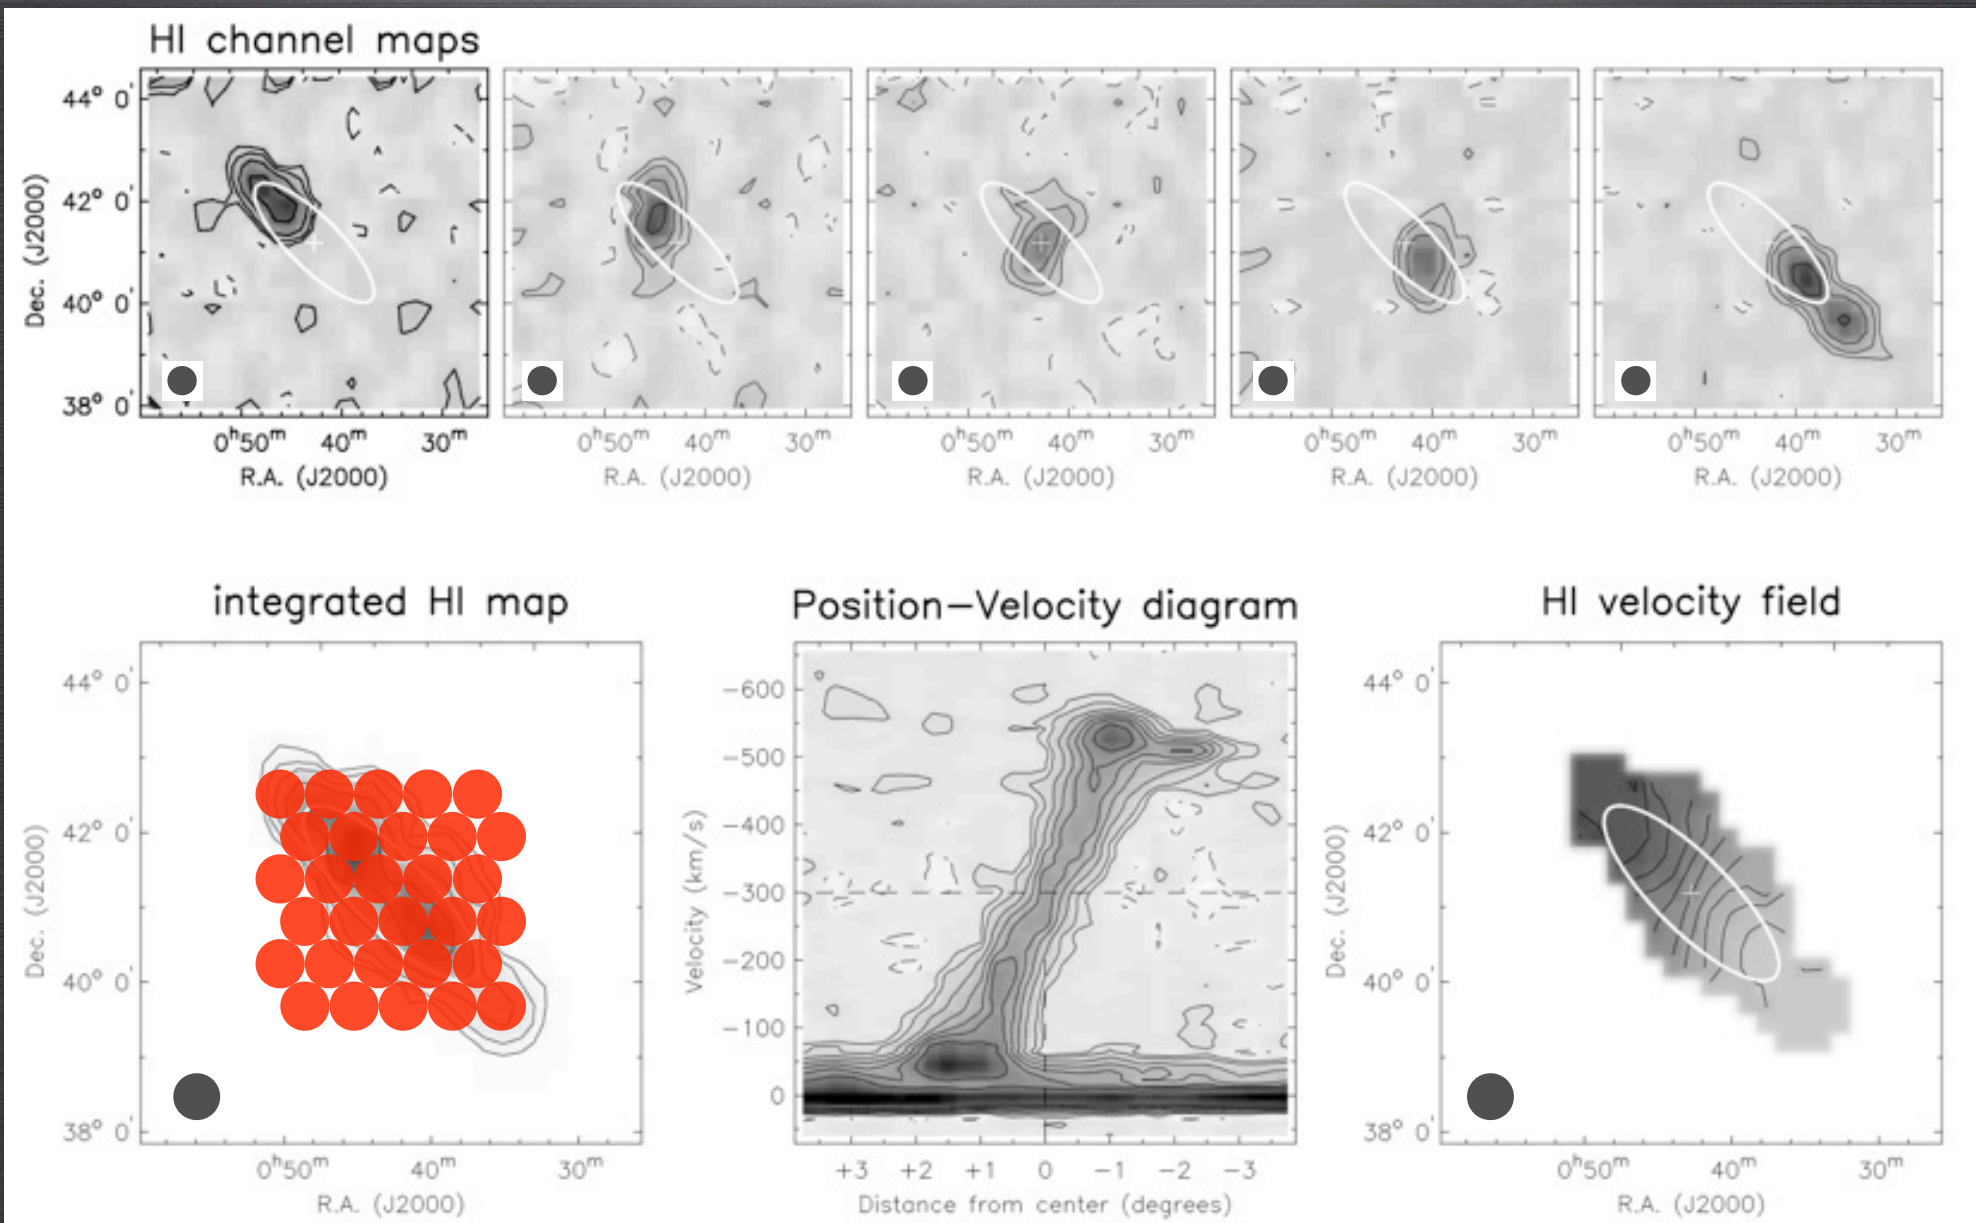 HI channel maps
44° 0'
42° 0'
40° 0'
38° 0'
Dec. (J2000)
0ʰ50ᵐ 40ᵐ 30ᵐ
R.A. (J2000)
0ʰ50ᵐ 40ᵐ 30ᵐ
R.A. (J2000)
0ʰ50ᵐ 40ᵐ 30ᵐ
R.A. (J2000)
0ʰ50ᵐ 40ᵐ 30ᵐ
R.A. (J2000)
0ʰ50ᵐ 40ᵐ 30ᵐ
R.A. (J2000)
integrated HI map
44° 0'
42° 0'
40° 0'
38° 0'
Dec. (J2000)
0ʰ50ᵐ 40ᵐ 30ᵐ
R.A. (J2000)
Position-Velocity diagram
-600
-500
-400
-300
-200
-100
0
Velocity (km/s)
+3 +2 +1 0 -1 -2 -3
Distance from center (degrees)
HI velocity field
44° 0'
42° 0'
40° 0'
38° 0'
Dec. (J2000)
0ʰ50ᵐ 40ᵐ 30ᵐ
R.A. (J2000)